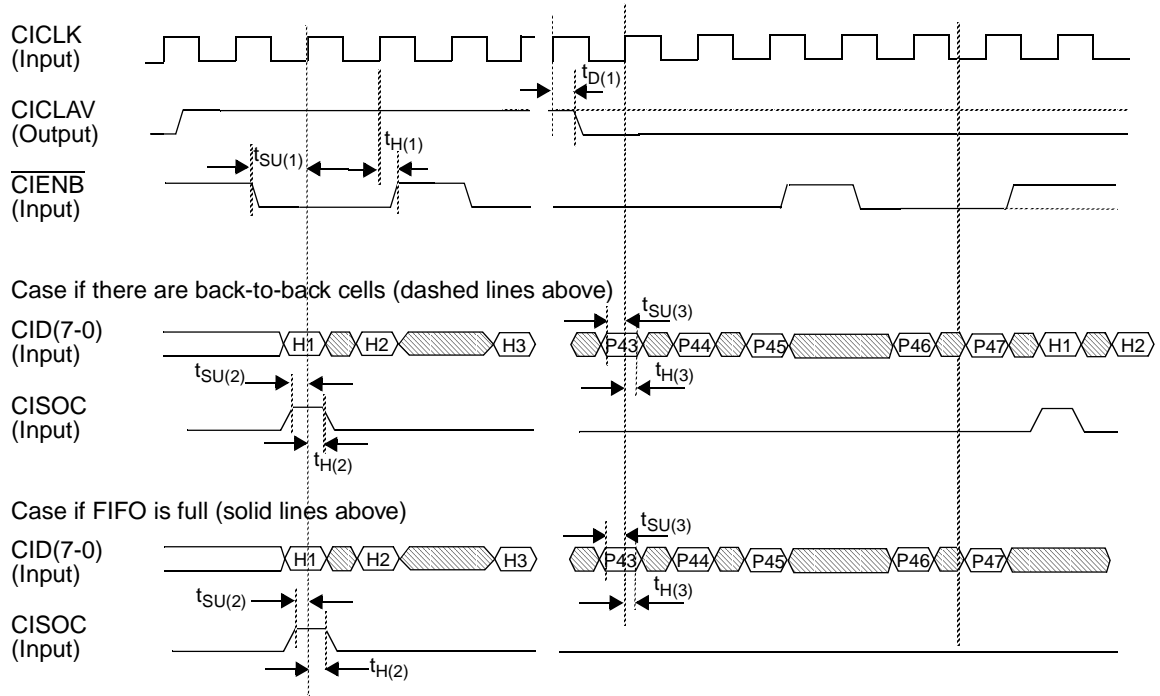 CICLK
(Input)
tD(1)
CICLAV
(Output)
tH(1)
tSU(1)
CIENB
(Input)
Case if there are back-to-back cells (dashed lines above)
tSU(3)
CID(7-0)
(Input)
H1 H2 H3 P43 P44 P45 P46 P47 H1 H2
tSU(2)
tH(3)
CISOC
(Input)
tH(2)
Case if FIFO is full (solid lines above)
tSU(3)
CID(7-0)
(Input)
H1 H2 H3 P43 P44 P45 P46 P47
tSU(2)
tH(3)
CISOC
(Input)
tH(2)